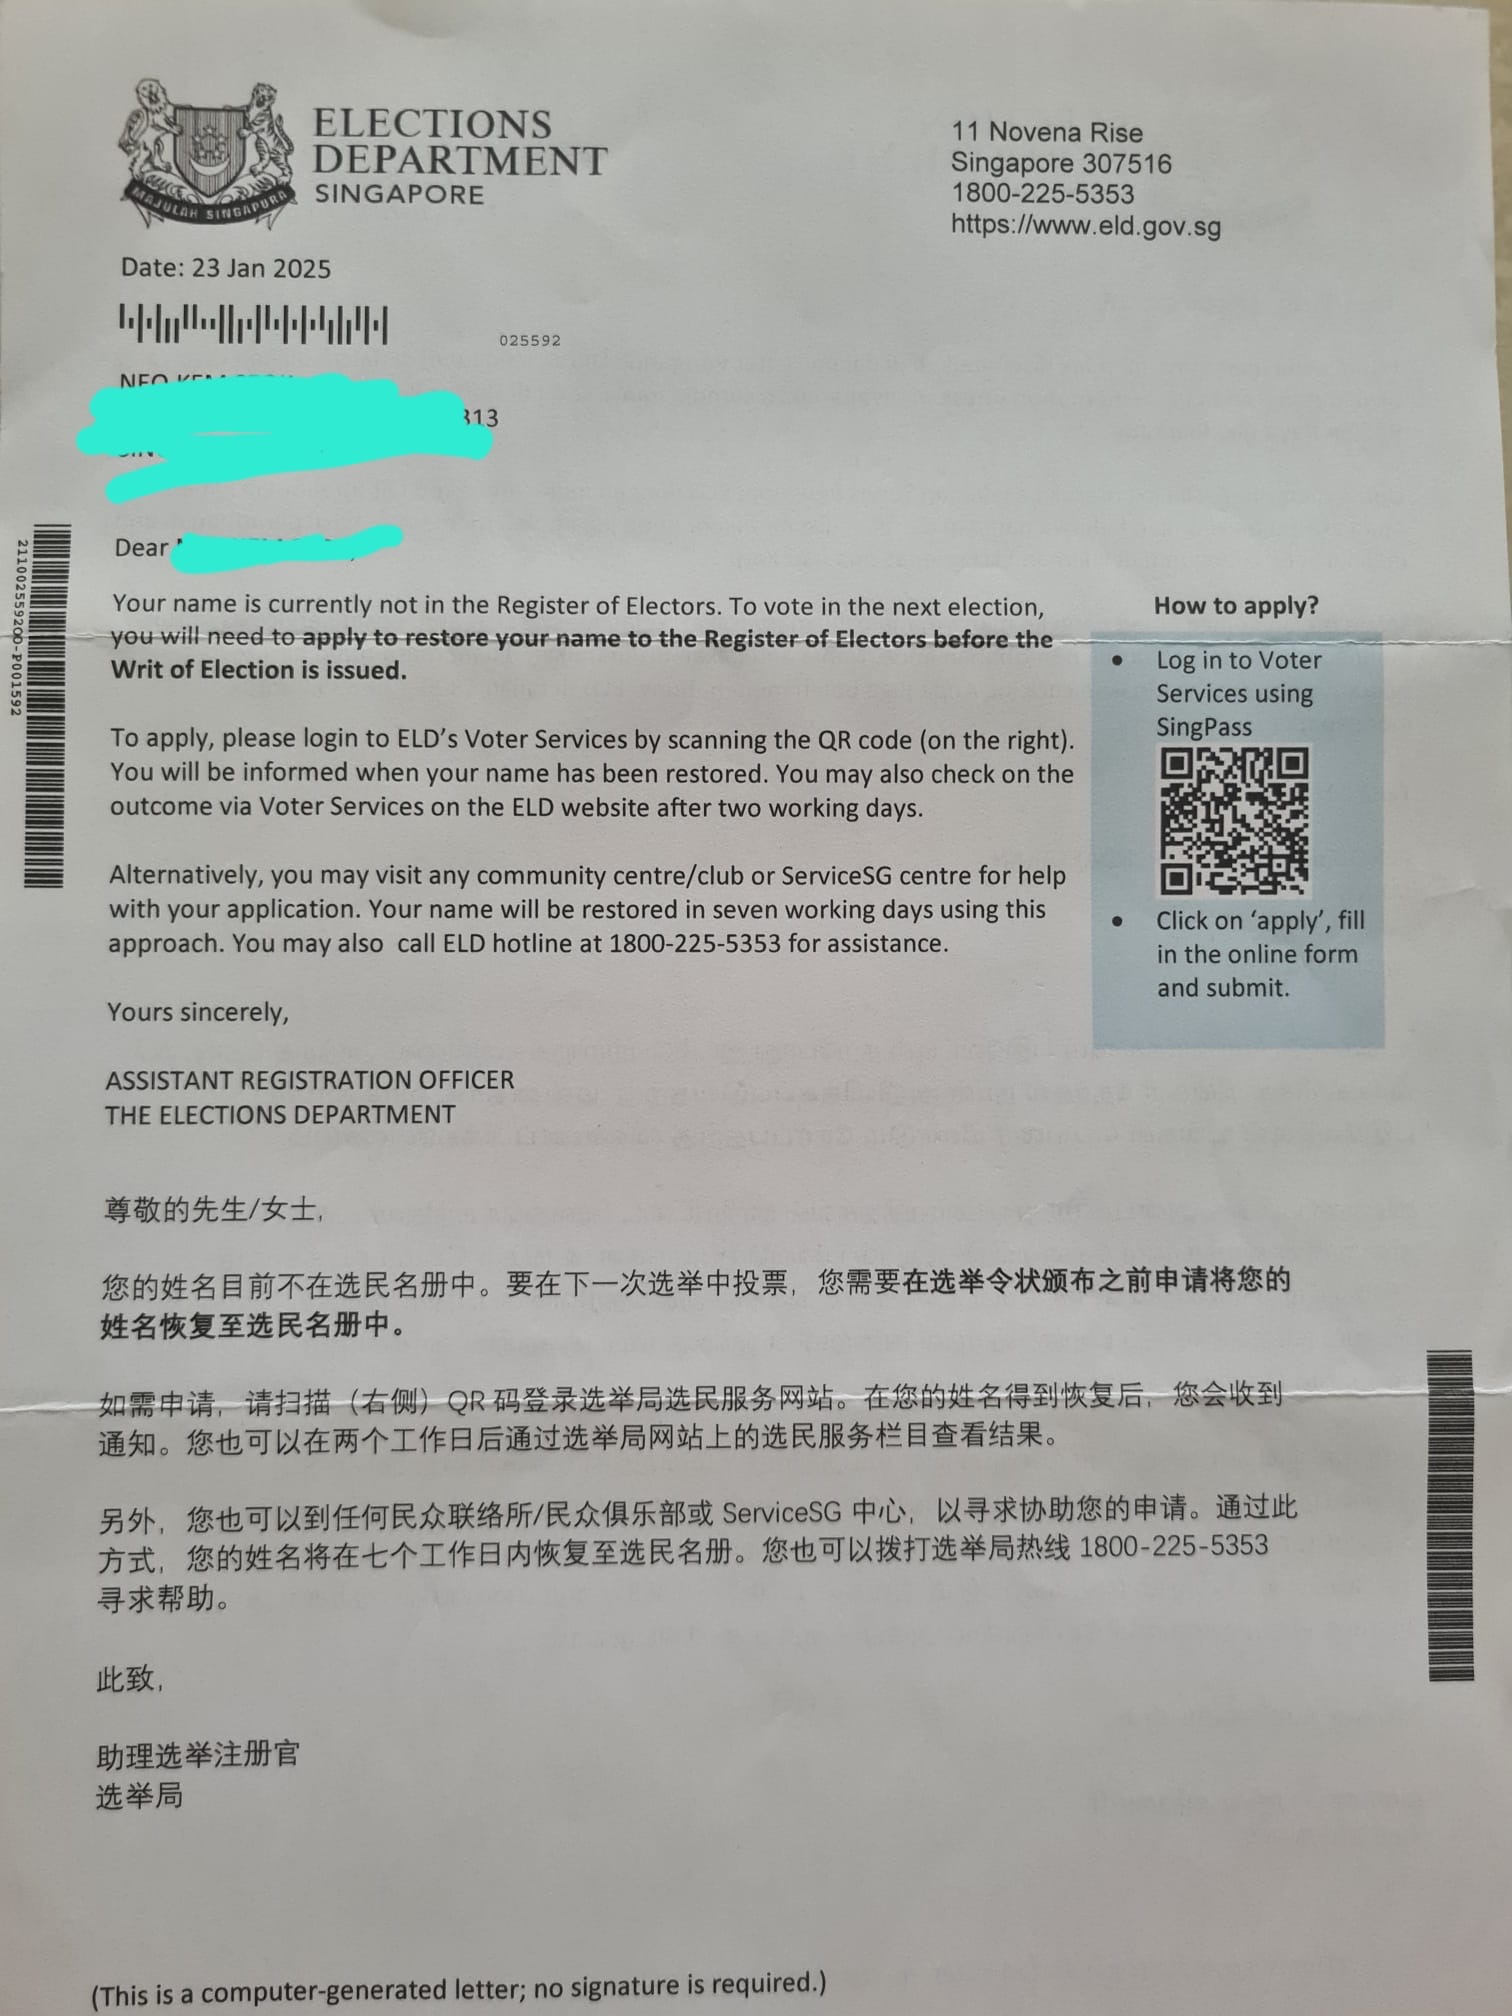 ELECTIONS
DEPARTMENT
SINGAPORE
MAJULAH SINGAPURA
11 Novena Rise
Singapore 307516
1800-225-5353
https://www.eld.gov.sg
Date: 23 Jan 2025
025592
313
Dear
211002559200-P001592
Your name is currently not in the Register of Electors. To vote in the next election,
you will need to apply to restore your name to the Register of Electors before the
Writ of Election is issued.
To apply, please login to ELD’s Voter Services by scanning the QR code (on the right).
You will be informed when your name has been restored. You may also check on the
outcome via Voter Services on the ELD website after two working days.
Alternatively, you may visit any community centre/club or ServiceSG centre for help
with your application. Your name will be restored in seven working days using this
approach. You may also call ELD hotline at 1800-225-5353 for assistance.
Yours sincerely,
ASSISTANT REGISTRATION OFFICER
THE ELECTIONS DEPARTMENT
How to apply?
• Log in to Voter
Services using
SingPass
• Click on ‘apply’, fill
in the online form
and submit.
尊敬的先生/女士,
您的姓名目前不在选民名册中。要在下一次选举中投票，您需要在选举令状颁布之前申请将您的
姓名恢复至选民名册中。
如需申请，请扫描（右侧）QR 码登录选举局选民服务网站。在您的姓名得到恢复后，您会收到
通知。您也可以在两个工作日后通过选举局网站上的选民服务栏目查看结果。
另外，您也可以到任何民众联络所/民众俱乐部或 ServiceSG 中心，以寻求协助您的申请。通过此
方式，您的姓名将在七个工作日内恢复至选民名册。您也可以拨打选举局热线 1800-225-5353
寻求帮助。
此致,
助理选举注册官
选举局
(This is a computer-generated letter; no signature is required.)